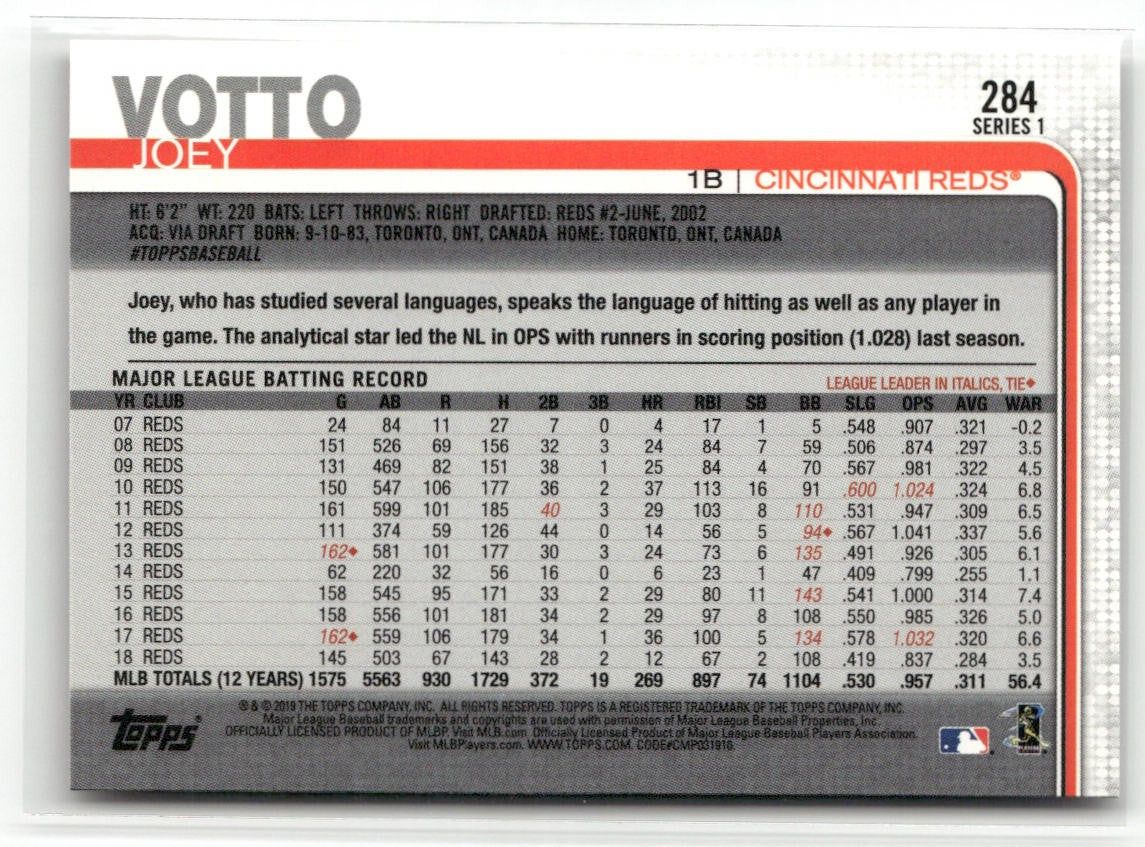 VOTTO
JOEY
284
SERIES 1
1B | CINCINNATI REDS®
HT: 6'2" WT: 220 BATS: LEFT THROWS: RIGHT DRAFTED: REDS #2-JUNE, 2002
ACQ: VIA DRAFT BORN: 9-10-83, TORONTO, ONT, CANADA HOME: TORONTO, ONT, CANADA
#TOPPSBASEBALL
Joey, who has studied several languages, speaks the language of hitting as well as any player in
the game. The analytical star led the NL in OPS with runners in scoring position (1.028) last season.
MAJOR LEAGUE BATTING RECORD LEAGUE LEADER IN ITALICS, TIE♦
YR CLUB G AB R H 2B 3B HR RBI SB BB SLG OPS AVG WAR
07 REDS 24 84 11 27 7 0 4 17 1 5 .548 .907 .321 -0.2
08 REDS 151 526 69 156 32 3 24 84 7 59 .506 .874 .297 3.5
09 REDS 131 469 82 151 38 1 25 84 4 70 .567 .981 .322 4.5
10 REDS 150 547 106 177 36 2 37 113 16 91 .600 1.024 .324 6.8
11 REDS 161 599 101 185 40 3 29 103 8 110 .531 .947 .309 6.5
12 REDS 111 374 59 126 44 0 14 56 5 94♦ .567 1.041 .337 5.6
13 REDS 162♦ 581 101 177 30 3 24 73 6 135 .491 .926 .305 6.1
14 REDS 62 220 32 56 16 0 6 23 1 47 .409 .799 .255 1.1
15 REDS 158 545 95 171 33 2 29 80 11 143 .541 1.000 .314 7.4
16 REDS 158 556 101 181 34 2 29 97 8 108 .550 .985 .326 5.0
17 REDS 162♦ 559 106 179 34 1 36 100 5 134 .578 1.032 .320 6.6
18 REDS 145 503 67 143 28 2 12 67 2 108 .419 .837 .284 3.5
MLB TOTALS (12 YEARS) 1575 5563 930 1729 372 19 269 897 74 1104 .530 .957 .311 56.4
topps®
® & © 2019 THE TOPPS COMPANY, INC. ALL RIGHTS RESERVED. TOPPS IS A REGISTERED TRADEMARK OF THE TOPPS COMPANY, INC.
Major League Baseball trademarks and copyrights are used with permission of Major League Baseball Properties, Inc.
OFFICIALLY LICENSED PRODUCT OF MLBP. Visit MLB.com Officially Licensed Product of Major League Baseball Players Association.
Visit MLBPlayers.com. WWW.TOPPS.COM. CODE#CMP031910.